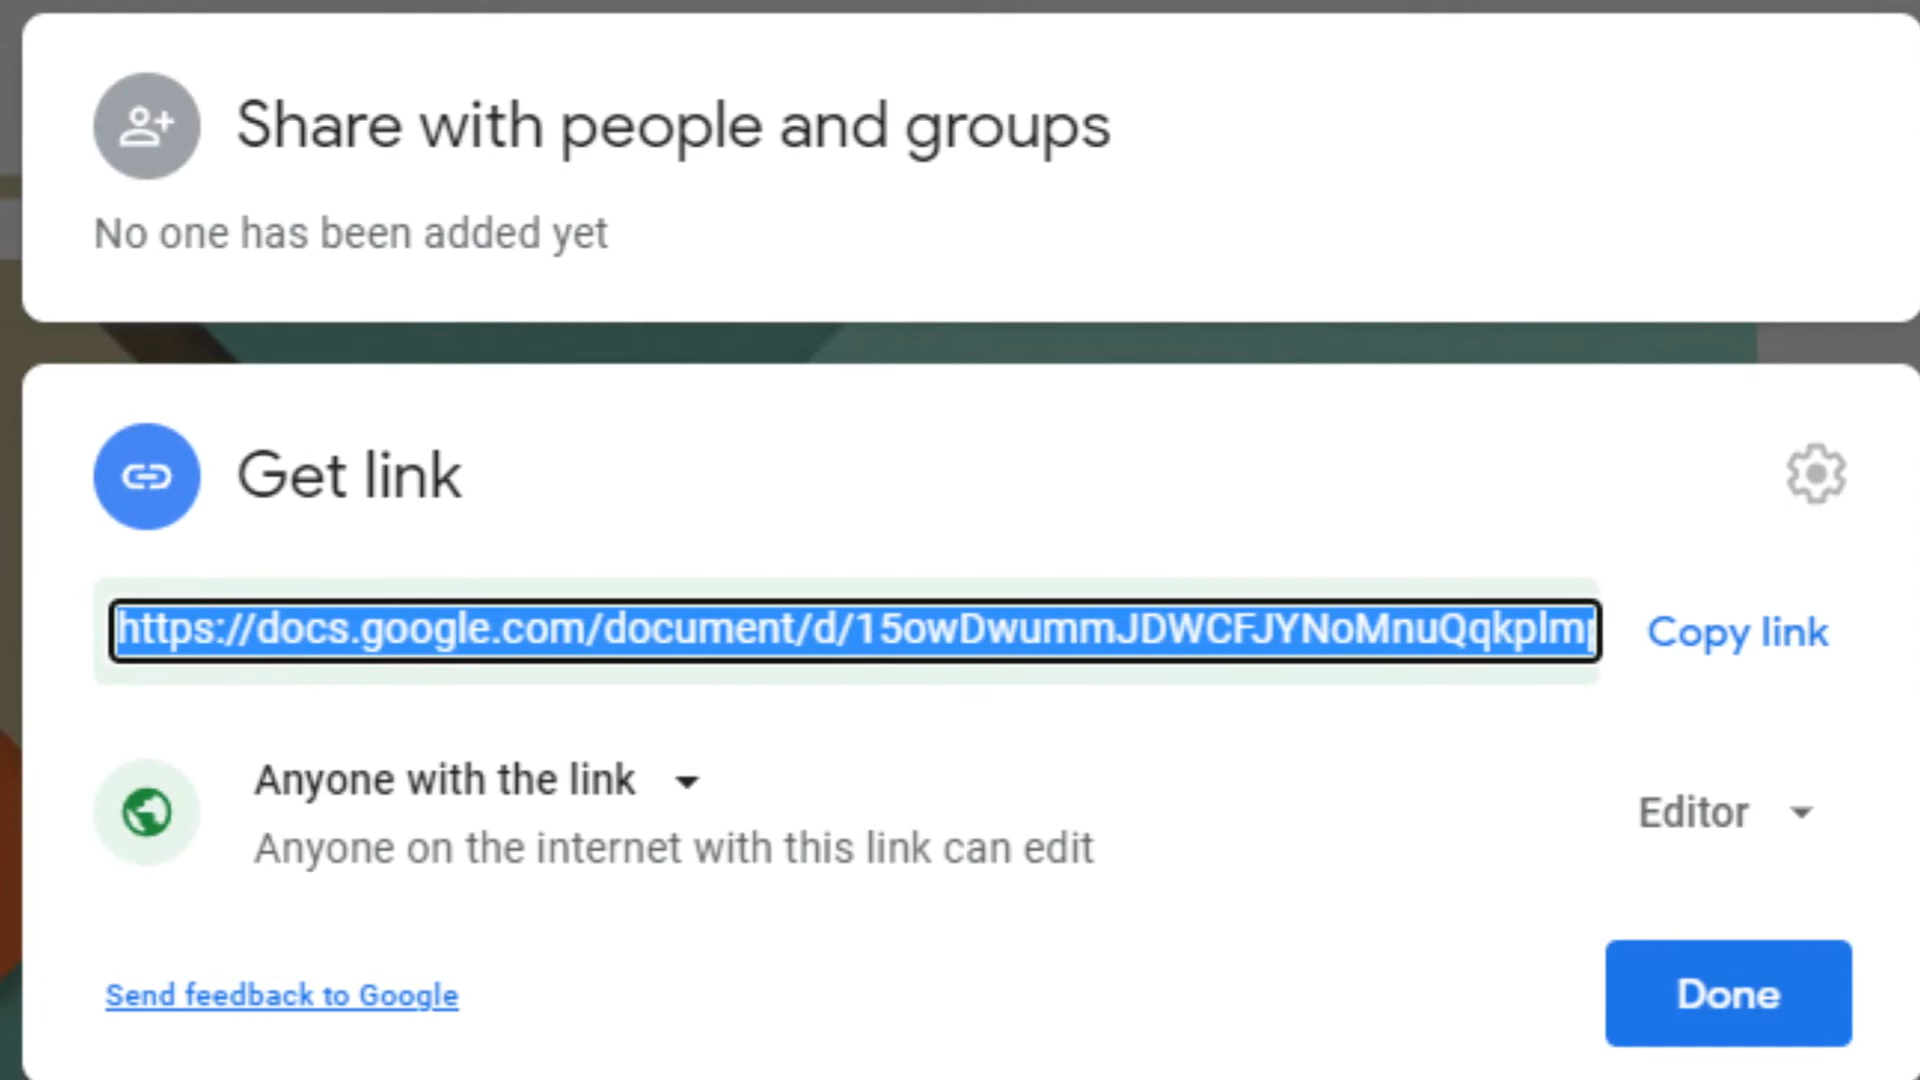 Share with people and groups
No one has been added yet
Get link
https://docs.google.com/document/d/15owDwummJDWCFJYNoMnuQqkplm
Copy link
Anyone with the link
Editor
Anyone on the internet with this link can edit
Send feedback to Google
Done